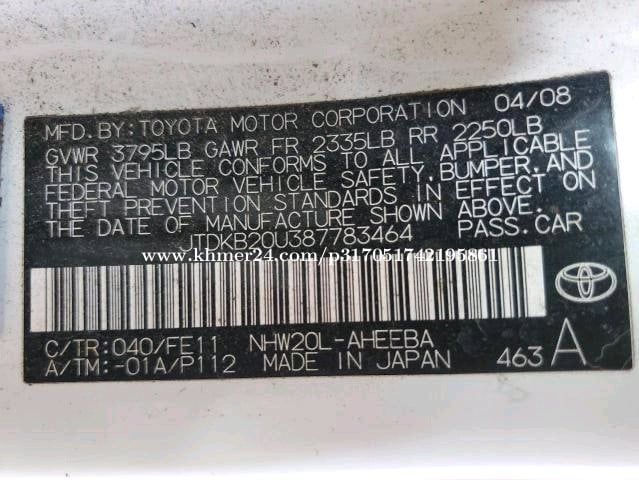 MFD.BY:TOYOTA MOTOR CORPORATION 04/08
GVWR 3795LB GAWR FR 2335LB RR 2250LB
THIS VEHICLE CONFORMS TO ALL APPLICABLE
FEDERAL MOTOR VEHICLE SAFETY,BUMPER,AND
THEFT PREVENTION STANDARDS IN EFFECT ON
THE DATE OF MANUFACTURE SHOWN ABOVE.
JTDKB20U387783464 PASS.CAR
www.khmer24.com/p317051742195861
TOYOTA
C/TR:040/FE11 NHW20L-AHEEBA
A/TM:-01A/P112 MADE IN JAPAN 463 A